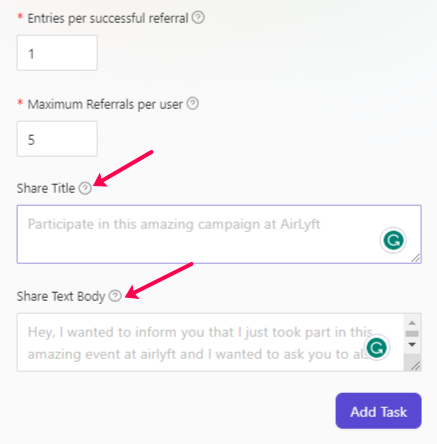 * Entries per successful referral ?
1
* Maximum Referrals per user ?
5
Share Title ?
Participate in this amazing campaign at AirLyft
G
Share Text Body ?
Hey, I wanted to inform you that I just took part in this
amazing event at airlyft and I wanted to ask you to
G
Add Task